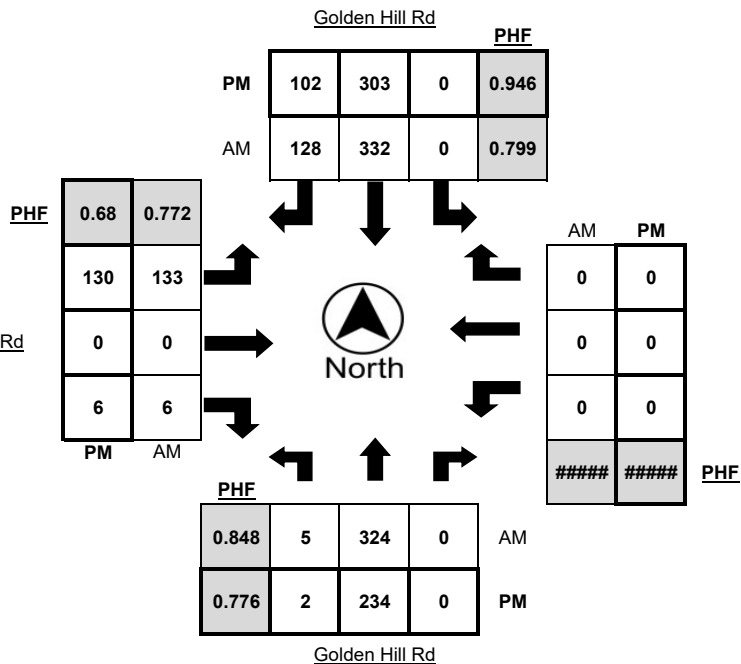 Golden Hill Rd
PHF
PM 102 303 0 0.946
AM 128 332 0 0.799
PHF 0.68 0.772
AM PM
130 133
0 0
Rd 0 0
0 0
North
6 6
0 0
PM AM
##### ##### PHF
PHF
0.848 5 324 0 AM
0.776 2 234 0 PM
Golden Hill Rd